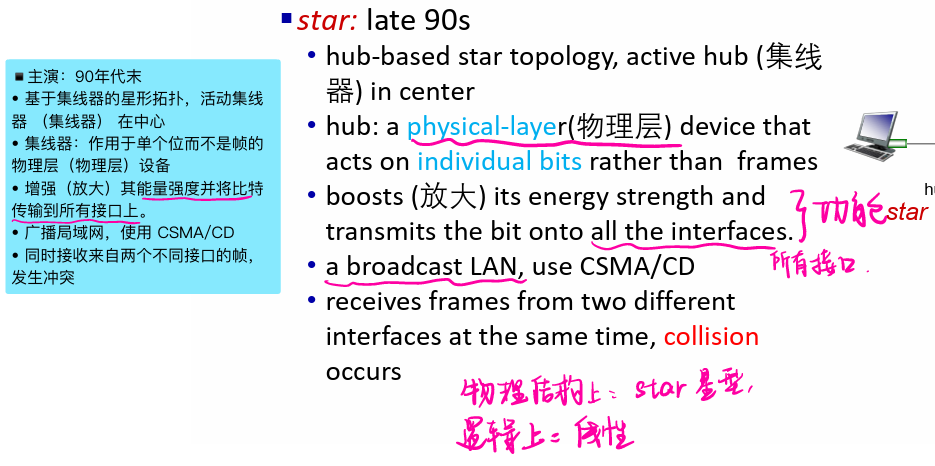 ▪star: late 90s
• hub-based star topology, active hub (集线
器) in center
• hub: a physical-layer(物理层) device that
acts on individual bits rather than frames
• boosts (放大) its energy strength and
transmits the bit onto all the interfaces.
• a broadcast LAN, use CSMA/CD
• receives frames from two different
interfaces at the same time, collision
occurs
■ 主演：90年代末
• 基于集线器的星形拓扑，活动集线
器 （集线器） 在中心
• 集线器：作用于单个位而不是帧的
物理层（物理层）设备
• 增强（放大）其能量强度并将比特
传输到所有接口上。
• 广播局域网，使用 CSMA/CD
• 同时接收来自两个不同接口的帧，
发生冲突
功能
star
所有接口.
物理结构上: star 星型,
逻辑上: 线性